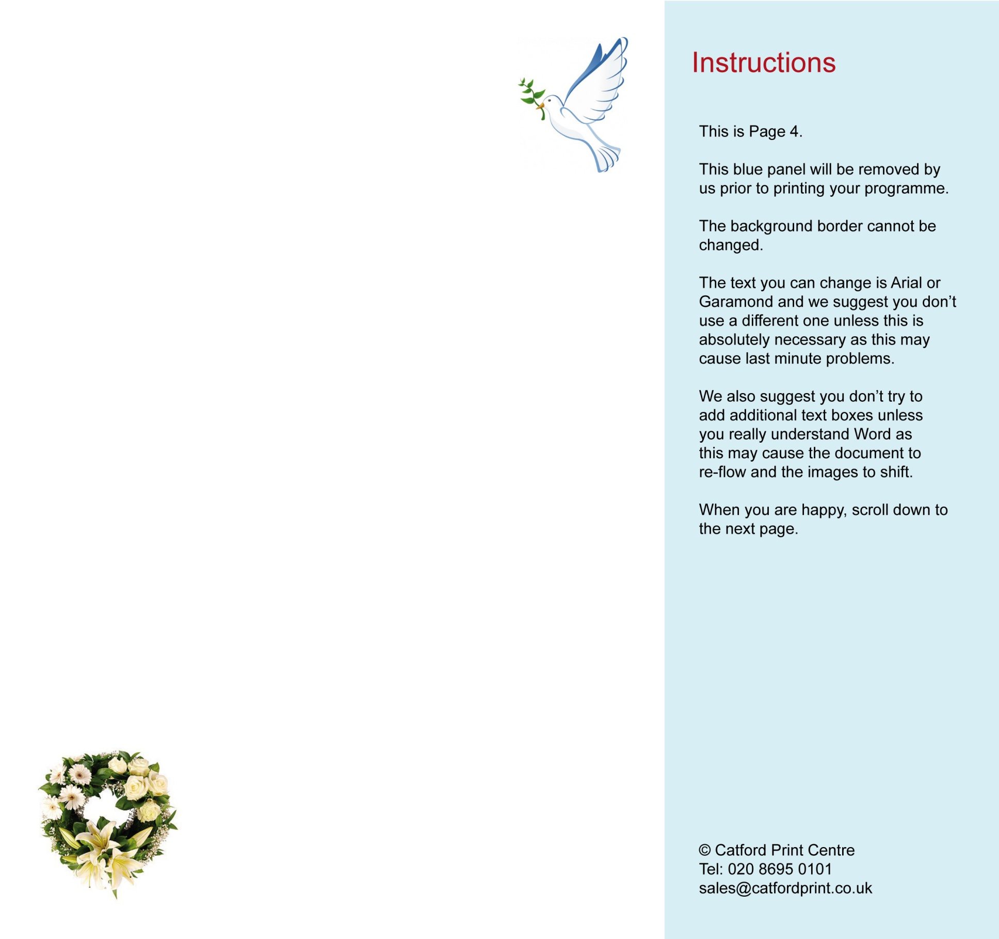 Instructions
This is Page 4.
This blue panel will be removed by
us prior to printing your programme.
The background border cannot be
changed.
The text you can change is Arial or
Garamond and we suggest you don’t
use a different one unless this is
absolutely necessary as this may
cause last minute problems.
We also suggest you don’t try to
add additional text boxes unless
you really understand Word as
this may cause the document to
re-flow and the images to shift.
When you are happy, scroll down to
the next page.
© Catford Print Centre
Tel: 020 8695 0101
sales@catfordprint.co.uk